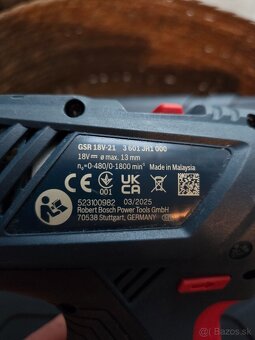 GSR 18V-21 3 601 JH1 000
18V⎓ ø max. 13 mm
n₀=0-480/0-1800 min⁻¹ Made in Malaysia
CE 001 UK CA
523100982 03/2025
Robert Bosch Power Tools GmbH
70538 Stuttgart, GERMANY
bazos.sk